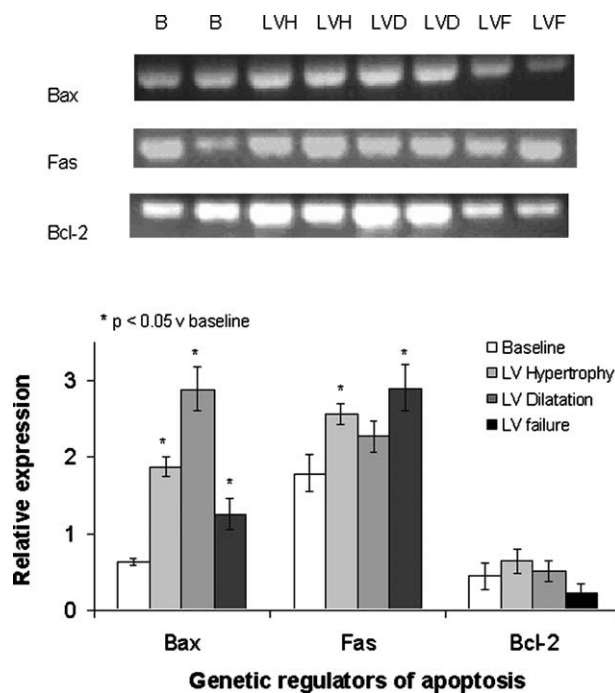 B B LVH LVH LVD LVD LVF LVF
Bax
Fas
Bcl-2
* p < 0.05 v baseline
Baseline
LV Hypertrophy
LV Dilatation
LV failure
3
2
1
0
Relative expression
* * * * *
Bax Fas Bcl-2
Genetic regulators of apoptosis